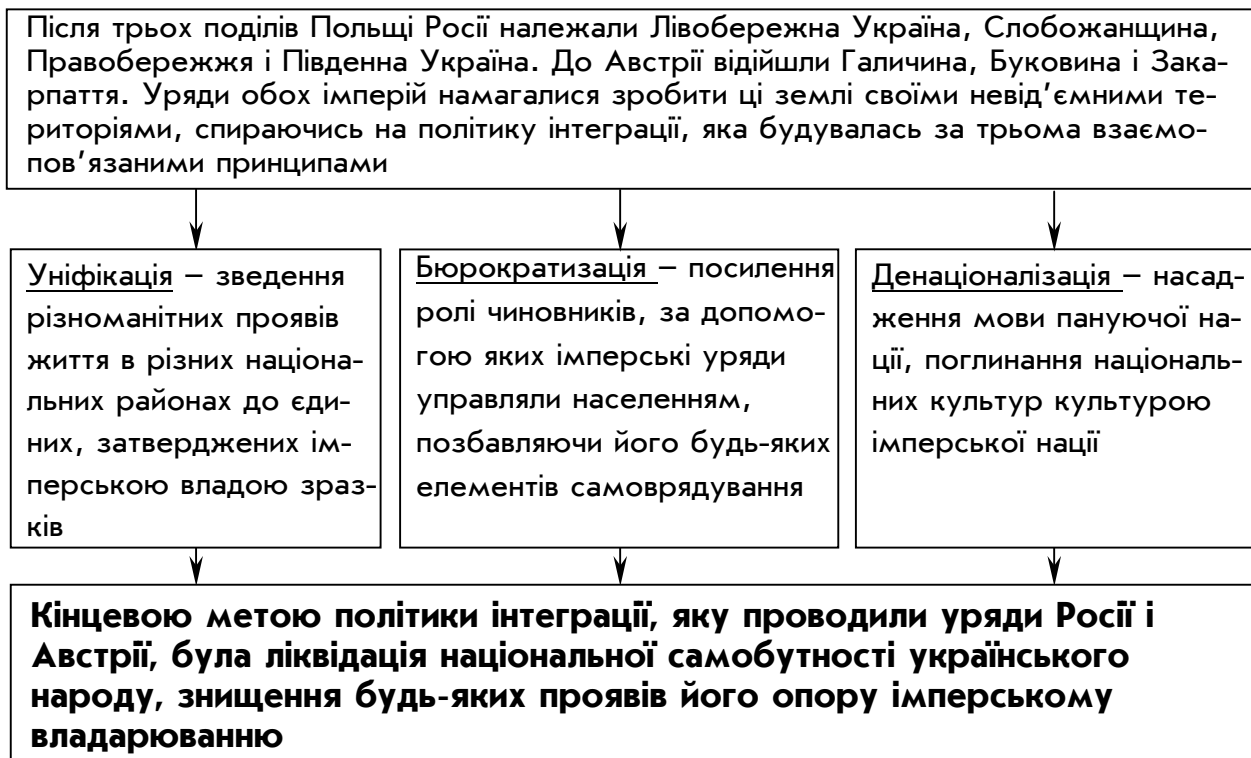 Після трьох поділів Польщі Росії належали Лівобережна Україна, Слобожанщина,
Правобережжя і Південна Україна. До Австрії відійшли Галичина, Буковина і Зака-
рпаття. Уряди обох імперій намагалися зробити ці землі своїми невід’ємними те-
риторіями, спираючись на політику інтеграції, яка будувалась за трьома взаємо-
пов’язаними принципами
Уніфікація – зведення
різноманітних проявів
життя в різних націона-
льних районах до єди-
них, затверджених ім-
перською владою зраз-
ків
Бюрократизація – посилення
ролі чиновників, за допомо-
гою яких імперські уряди
управляли населенням,
позбавляючи його будь-яких
елементів самоврядування
Денаціоналізація – насад-
ження мови пануючої на-
ції, поглинання національ-
них культур культурою
імперської нації
Кінцевою метою політики інтеграції, яку проводили уряди Росії і
Австрії, була ліквідація національної самобутності українського
народу, знищення будь-яких проявів його опору імперському
владарюванню